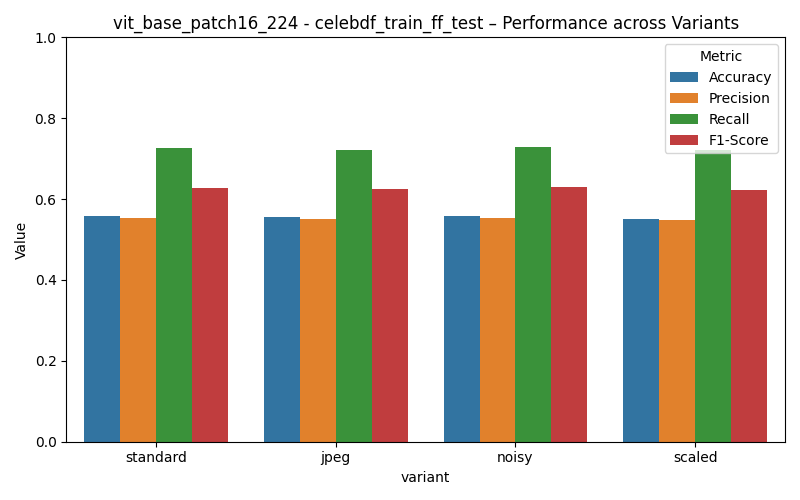 vit_base_patch16_224 - celebdf_train_ff_test – Performance across Variants
Metric
Accuracy
Precision
Recall
F1-Score
Value
1.0
0.8
0.6
0.4
0.2
0.0
standard jpeg noisy scaled
variant